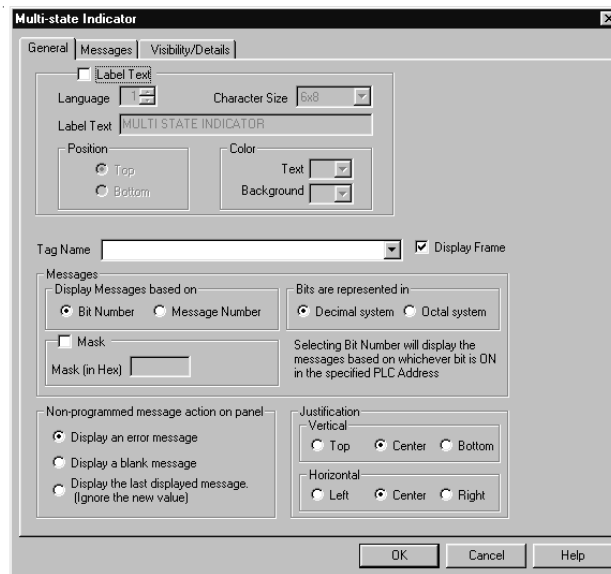 Multi-state Indicator
General Messages Visibility/Details
Label Text
Language 1 Character Size 6x8
Label Text MULTI STATE INDICATOR
Position Color
Top Text
Bottom Background
Tag Name Display Frame
Messages
Display Messages based on Bits are represented in
Bit Number Message Number Decimal system Octal system
Mask Selecting Bit Number will display the
messages based on whichever bit is ON
Mask (in Hex) in the specified PLC Address
Non-programmed message action on panel Justification
Vertical
Display an error message Top Center Bottom
Display a blank message
Horizontal
Display the last displayed message. Left Center Right
(Ignore the new value)
OK Cancel Help